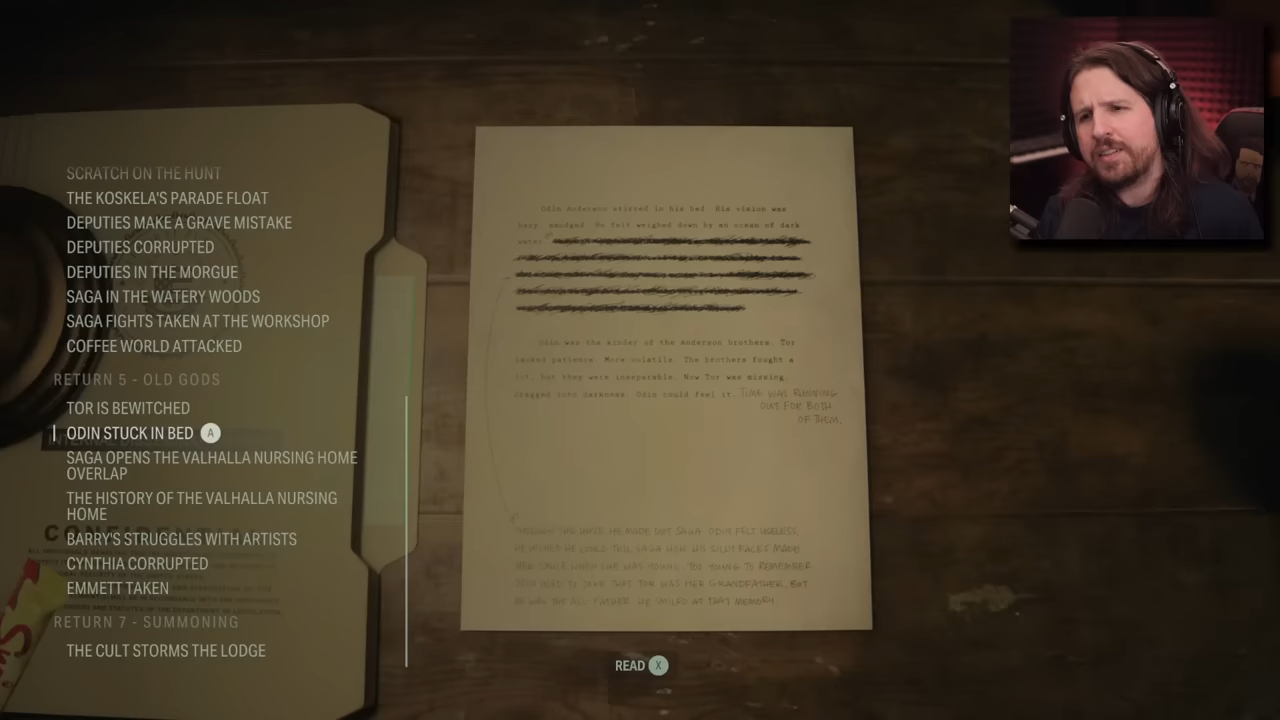 SCRATCH ON THE HUNT
THE KOSKELA'S PARADE FLOAT
DEPUTIES MAKE A GRAVE MISTAKE
DEPUTIES CORRUPTED
DEPUTIES IN THE MORGUE
SAGA IN THE WATERY WOODS
SAGA FIGHTS TAKEN AT THE WORKSHOP
COFFEE WORLD ATTACKED
RETURN 5 - OLD GODS
TOR IS BEWITCHED
ODIN STUCK IN BED A
SAGA OPENS THE VALHALLA NURSING HOME
OVERLAP
THE HISTORY OF THE VALHALLA NURSING
HOME
BARRY'S STRUGGLES WITH ARTISTS
CYNTHIA CORRUPTED
EMMETT TAKEN
RETURN 7 - SUMMONING
THE CULT STORMS THE LODGE
CONFIDENTIAL
Odin Anderson stirred in his bed. His vision was
hazy, smudged. He felt weighed down by an ocean of dark
water.
Odin was the kinder of the Anderson brothers. Tor
lacked patience. More volatile. The brothers fought a
lot, but they were inseparable. Now Tor was missing.
Dragged into darkness. Odin could feel it. TIME WAS RUNNING
OUT FOR BOTH
OF THEM.
THROUGH THE HAZE HE MADE OUT SAGA. ODIN FELT USELESS.
HE WISHED HE COULD TELL SAGA HOW HIS SILLY FACES MADE
HER SMILE WHEN SHE WAS YOUNG. TOO YOUNG TO REMEMBER.
ODIN USED TO JOKE THAT TOR WAS HER GRANDFATHER, BUT
HE WAS THE ALL-FATHER. HE SMILED AT THAT MEMORY.
READ X